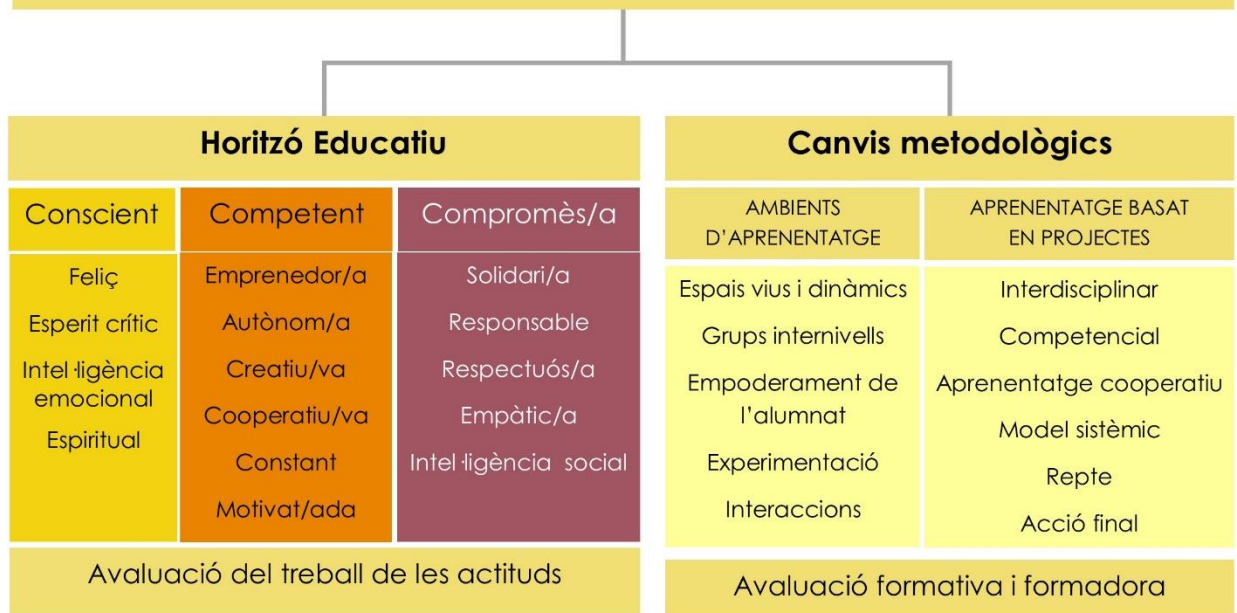 Horitzó Educatiu
Conscient
Feliç
Esperit crític
Intel·ligència
emocional
Espiritual
Competent
Emprenedor/a
Autònom/a
Creatiu/va
Cooperatiu/va
Constant
Motivat/ada
Compromès/a
Solidari/a
Responsable
Respectuós/a
Empàtic/a
Intel·ligència social
Avaluació del treball de les actituds
Canvis metodològics
AMBIENTS
D'APRENENTATGE
Espais vius i dinàmics
Grups internivells
Empoderament de
l'alumnat
Experimentació
Interaccions
APRENENTATGE BASAT
EN PROJECTES
Interdisciplinar
Competencial
Aprenentatge cooperatiu
Model sistèmic
Repte
Acció final
Avaluació formativa i formadora